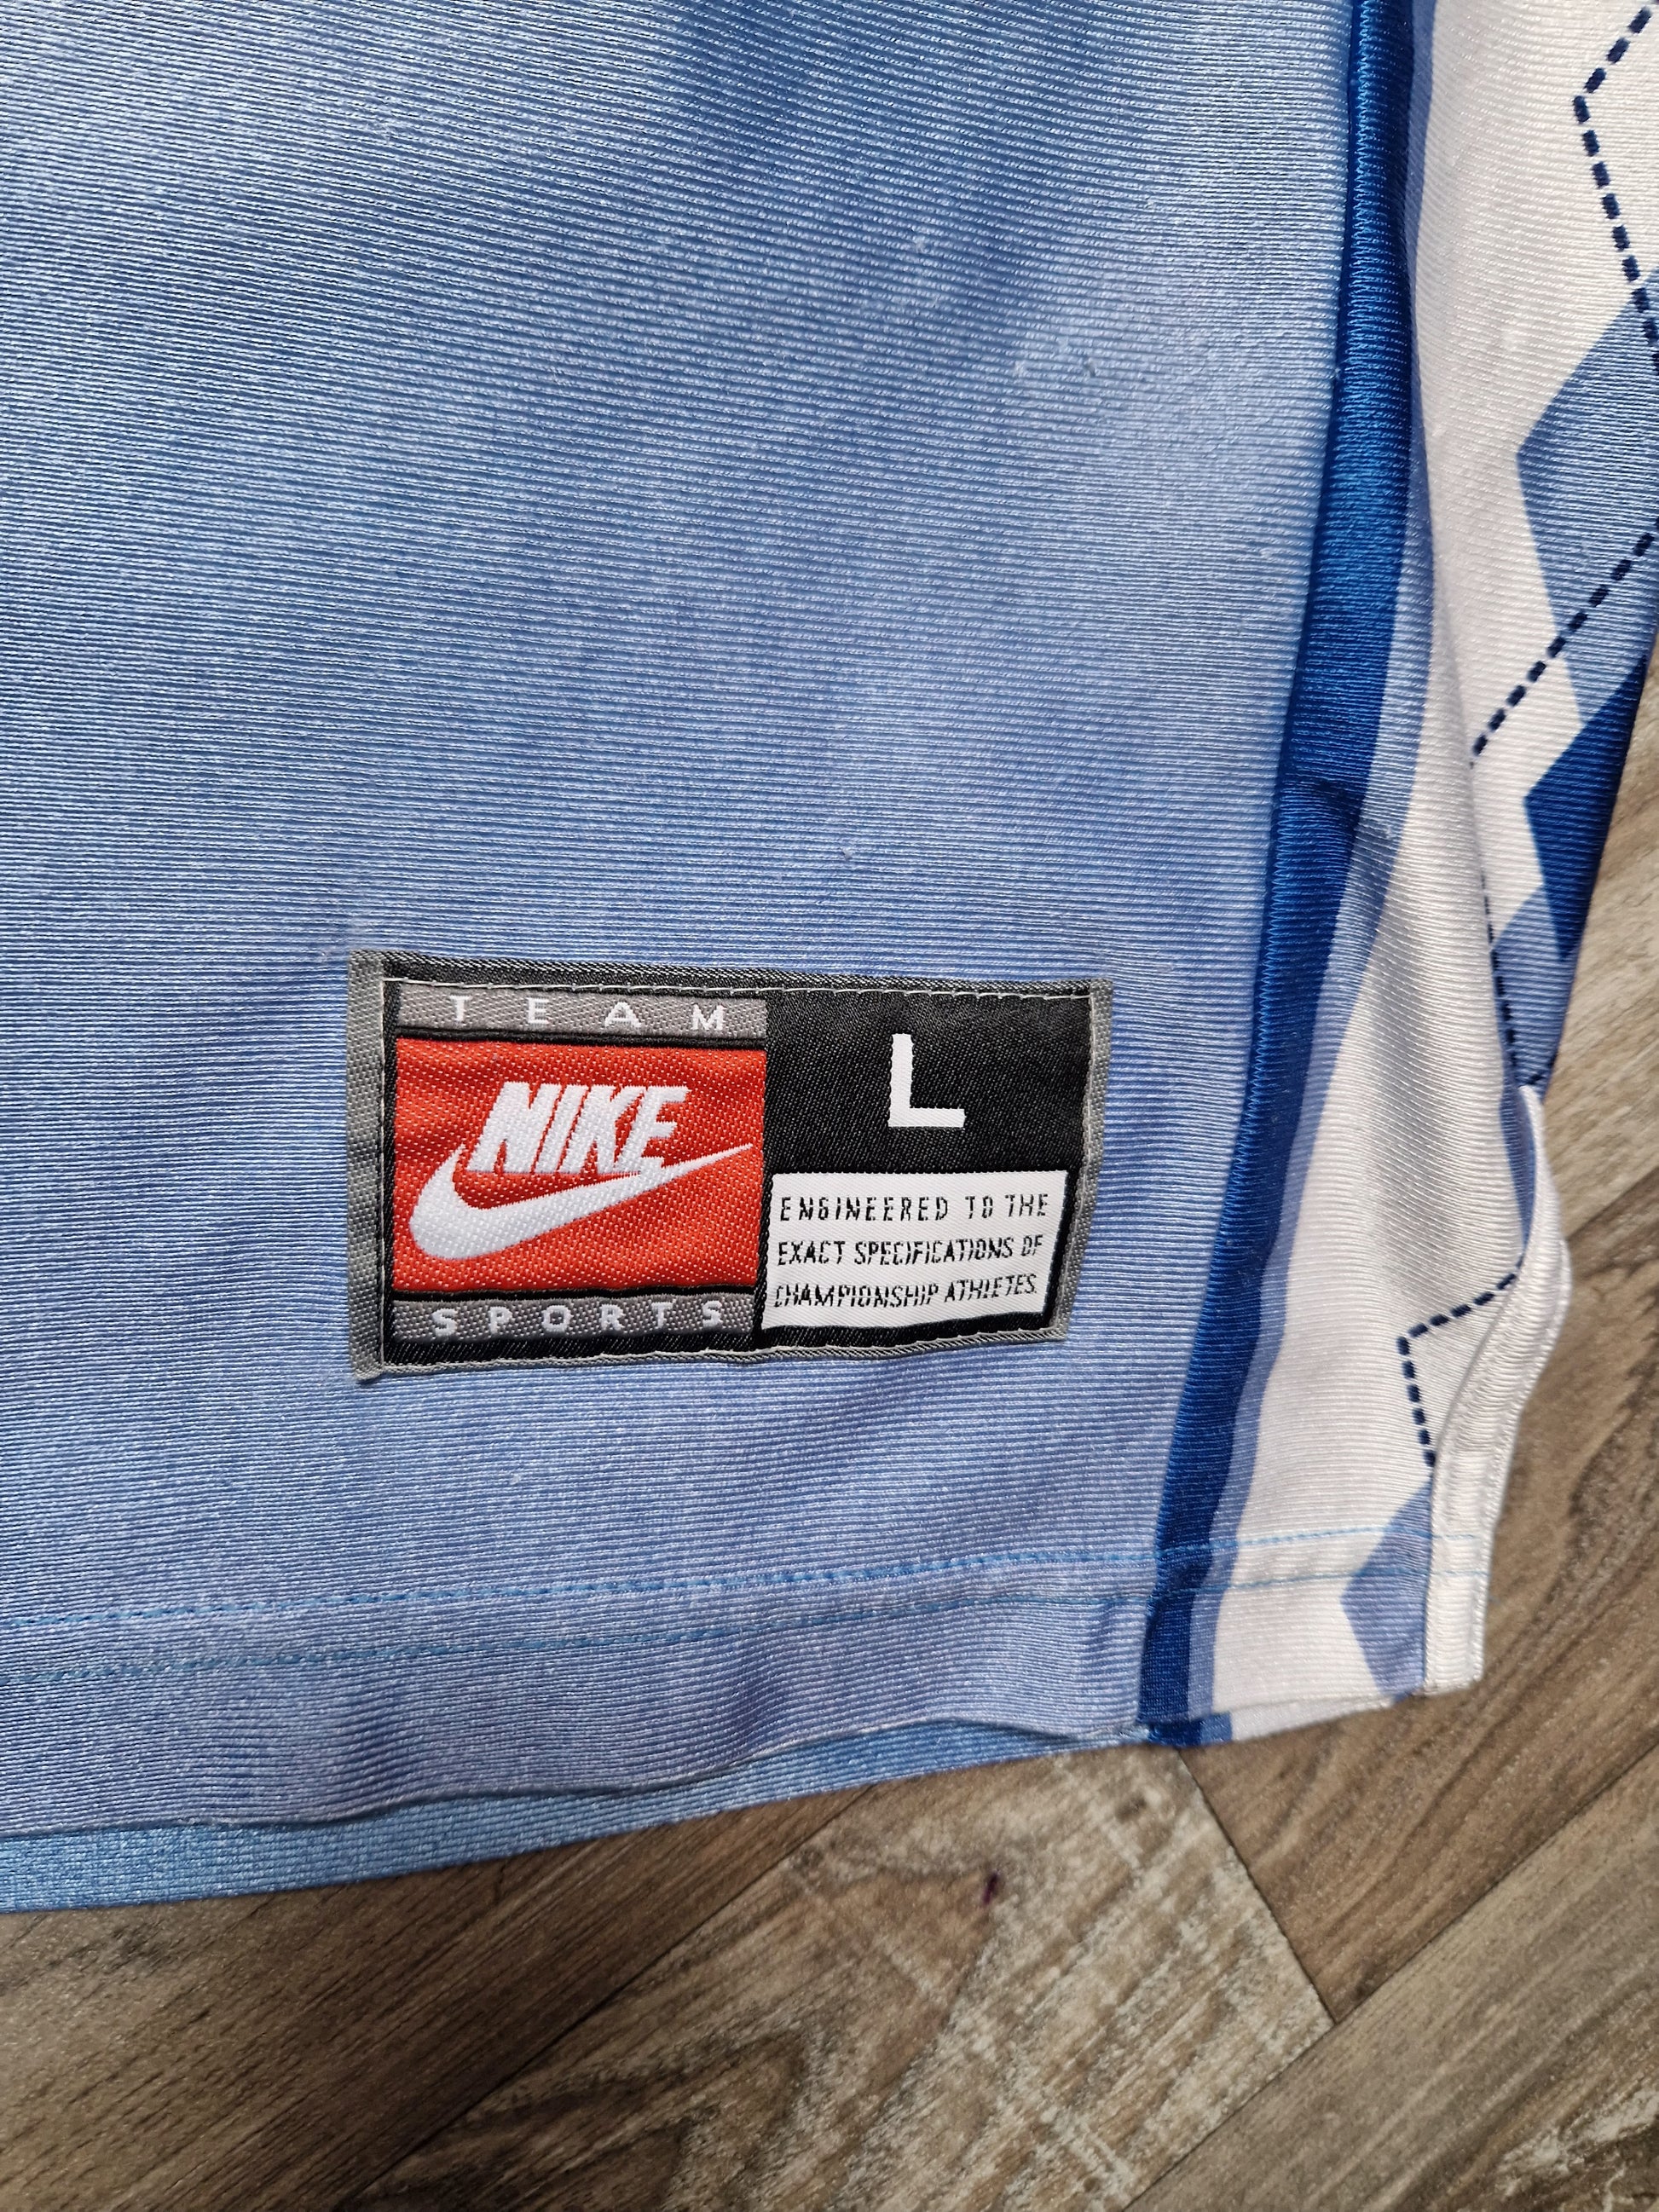 TEAM
NIKE
SPORTS
L
ENGINEERED TO THE
EXACT SPECIFICATIONS OF
CHAMPIONSHIP ATHLETES.